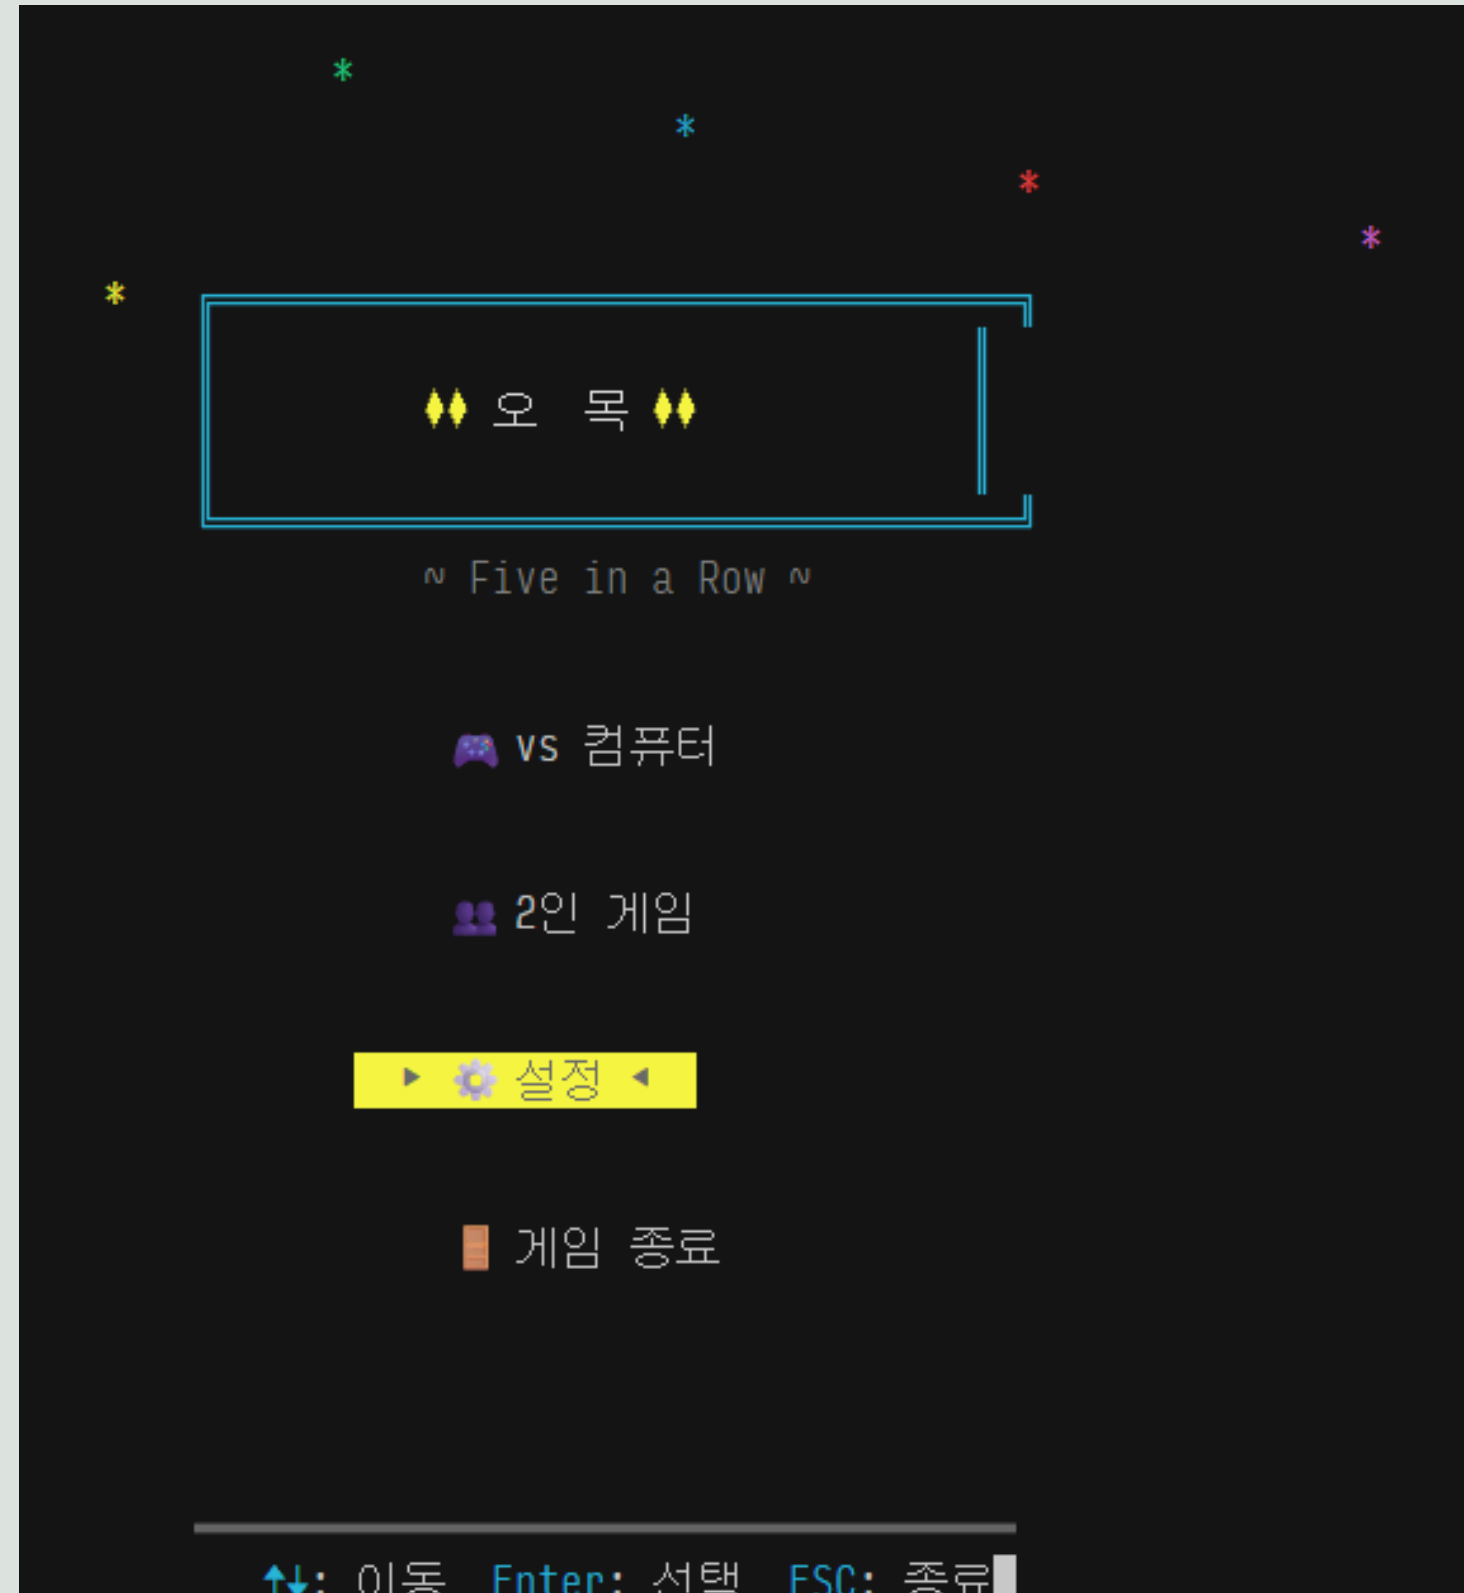 오 목
~ Five in a Row ~
vs 컴퓨터
2인 게임
▶ 설정 ◀
게임 종료
↑↓: 이동 Enter: 선택 ESC: 종료